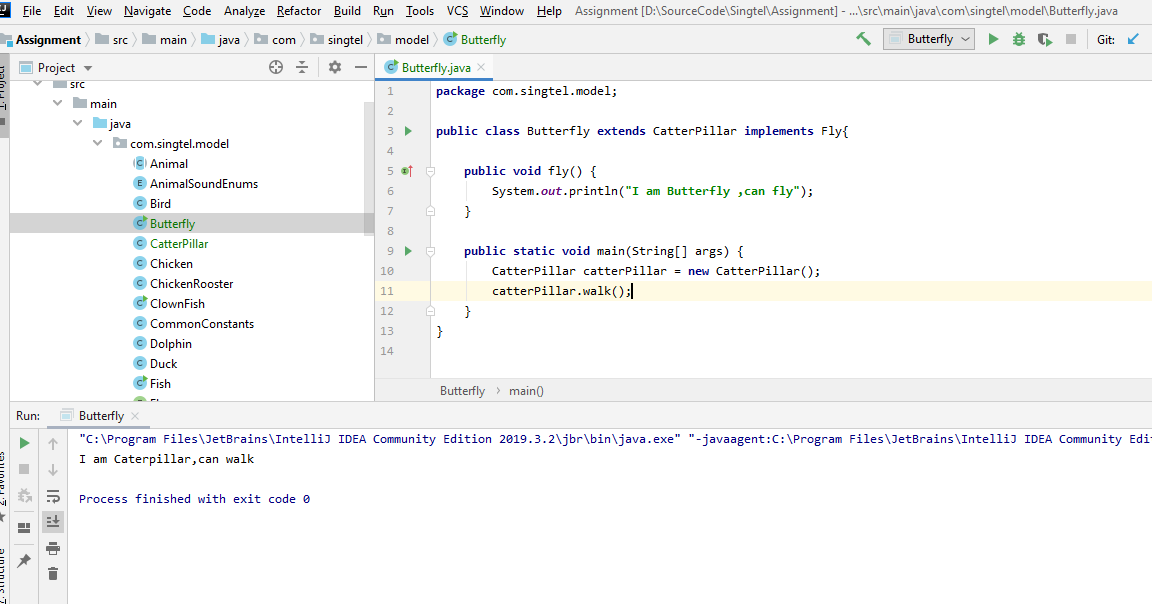 File Edit View Navigate Code Analyze Refactor Build Run Tools VCS Window Help Assignment [D:\SourceCode\Singtel\Assignment] - ...\src\main\java\com\singtel\model\Butterfly.java
Assignment src main java com singtel model Butterfly Butterfly Git:
Project
Butterfly.java
1: Project
src
main
java
com.singtel.model
Animal
AnimalSoundEnums
Bird
Butterfly
CatterPillar
Chicken
ChickenRooster
ClownFish
CommonConstants
Dolphin
Duck
Fish
1 package com.singtel.model;
2
3 public class Butterfly extends CatterPillar implements Fly{
4
5 public void fly() {
6 System.out.println("I am Butterfly ,can fly");
7 }
8
9 public static void main(String[] args) {
10 CatterPillar catterPillar = new CatterPillar();
11 catterPillar.walk();
12 }
13 }
14
Butterfly main()
Run: Butterfly
"C:\Program Files\JetBrains\IntelliJ IDEA Community Edition 2019.3.2\jbr\bin\java.exe" "-javaagent:C:\Program Files\JetBrains\IntelliJ IDEA Community Edi
I am Caterpillar,can walk
Process finished with exit code 0
2: Favorites
Z: Structure